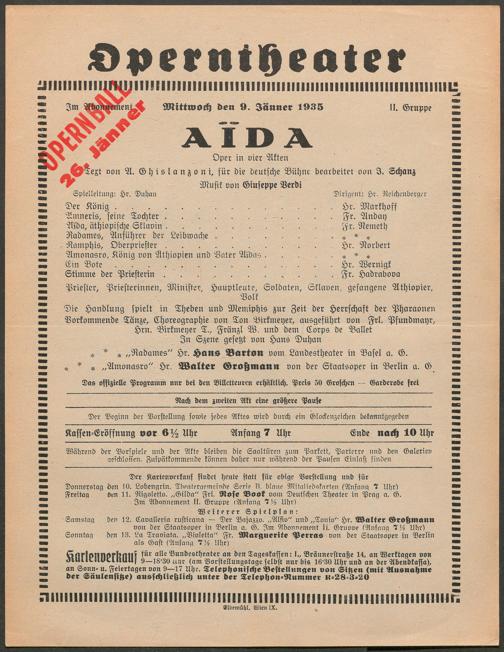 Operntheater
OPERNBALL
26. Jänner
Im Abonnement Mittwoch den 9. Jänner 1935 II. Gruppe
AÏDA
Oper in vier Akten
Text von A. Ghislanzoni, für die deutsche Bühne bearbeitet von J. Schanz
Musik von Giuseppe Verdi
Spielleitung: Hr. Duhan Dirigent: Hr. Reichenberger
Der König . . . . . . . . . . Hr. Markhoff
Amneris, seine Tochter . . . . . . . . . . Fr. Anday
Aïda, äthiopische Sklavin . . . . . . . . . . Fr. Nemeth
Radames, Anführer der Leibwache . . . . . . . . . . * * *
Ramphis, Oberpriester . . . . . . . . . . Hr. Norbert
Amonasro, König von Äthiopien und Vater Aïdas . . . . . . . . . . * * *
Ein Bote . . . . . . . . . . Hr. Wernigk
Stimme der Priesterin . . . . . . . . . . Fr. Hadrabova
Priester, Priesterinnen, Minister, Hauptleute, Soldaten, Sklaven, gefangene Äthiopier,
Volk
Die Handlung spielt in Theben und Memphis zur Zeit der Herrschaft der Pharaonen
Vorkommende Tänze, Choreographie von Ton Birkmeyer, ausgeführt von Frl. Pfundmayr,
Hrn. Birkmeyer T., Fränzl W. und dem Corps de Ballet
In Szene gesetzt von Hans Duhan
* * * „Radames" Hr. Hans Barton vom Landestheater in Basel a. G.
* * * „Amonasro" Hr. Walter Großmann von der Staatsoper in Berlin a. G.
Das offizielle Programm nur bei den Billetteuren erhältlich. Preis 50 Groschen — Garderobe frei
Nach dem zweiten Akt eine größere Pause
Der Beginn der Vorstellung sowie jedes Aktes wird durch ein Glockenzeichen bekanntgegeben
Kassen-Eröffnung vor 6½ Uhr Anfang 7 Uhr Ende nach 10 Uhr
Während der Vorspiele und der Akte bleiben die Saaltüren zum Parkett, Parterre und den Galerien
geschlossen. Zuspätkommende können daher nur während der Pausen Einlaß finden
Der Kartenverkauf findet heute statt für obige Vorstellung und für
Donnerstag den 10. Lohengrin. Theatergemeinde Serie B, blaue Mitgliedskarten (Anfang 7 Uhr)
Freitag den 11. Rigoletto. „Gilda" Frl. Rose Book vom Deutschen Theater in Prag a. G.
Im Abonnement II. Gruppe (Anfang 7½ Uhr)
Weiterer Spielplan:
Samstag den 12. Cavalleria rusticana — Der Bajazzo. „Alfio" und „Tonio" Hr. Walter Großmann
von der Staatsoper in Berlin a. G. Im Abonnement II. Gruppe (Anfang 7½ Uhr)
Sonntag den 13. La Traviata. „Violetta" Fr. Marguerite Perras von der Staatsoper in Berlin
als Gast (Anfang 7½ Uhr)
Kartenverkauf für alle Bundestheater an den Tageskassen: I., Bräunerstraße 14, an Werktagen von
9—18'30 Uhr (am Vorstellungstage (selbst nur bis 16'30 Uhr und an der Abendkassa),
an Sonn- u. Feiertagen von 9—17 Uhr. Telephonische Bestellungen von Sitzen (mit Ausnahme
der Säulensitze) ausschließlich unter der Telephon-Nummer R-28-3-20
Elbemühl, Wien IX.